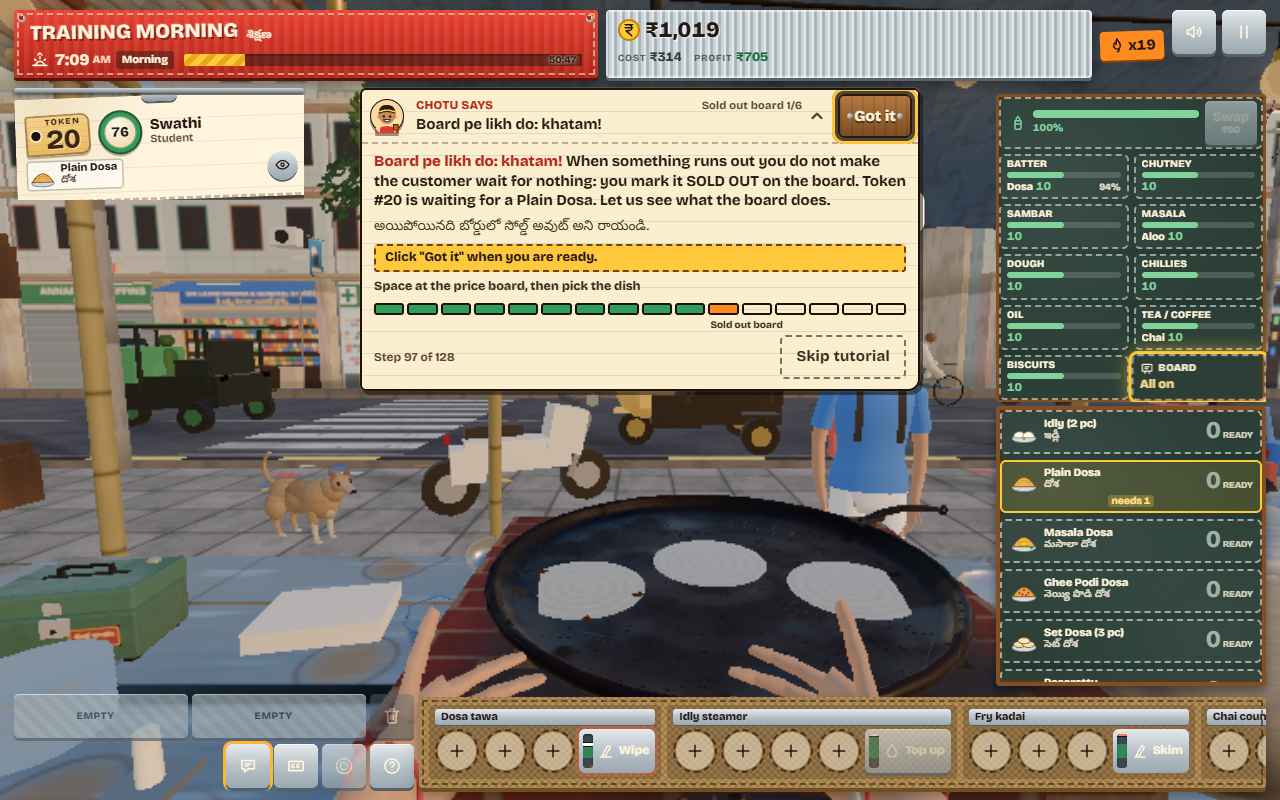 TRAINING MORNING శిక్షణ
7:09 AM Morning 50:47
₹1,019
COST ₹314 PROFIT ₹705
x19
TOKEN
20
76
Swathi
Student
Plain Dosa
దోశ
CHOTU SAYS
Board pe likh do: khatam!
Sold out board 1/6
Got it
Board pe likh do: khatam! When something runs out you do not make
the customer wait for nothing: you mark it SOLD OUT on the board. Token
#20 is waiting for a Plain Dosa. Let us see what the board does.
అయిపోయినది బోర్డులో సోల్డ్ అవుట్ అని రాయండి.
Click "Got it" when you are ready.
Space at the price board, then pick the dish
Sold out board
Step 97 of 128
Skip tutorial
100%
Swap
BATTER
Dosa 10 94%
CHUTNEY
10
SAMBAR
10
MASALA
Aloo 10
DOUGH
10
CHILLIES
10
OIL
10
TEA / COFFEE
Chai 10
BISCUITS
10
BOARD
All on
Idly (2 pc)
ఇడ్లీ
0 READY
Plain Dosa
దోశ
0 READY
needs 1
Masala Dosa
మసాలా దోశ
0 READY
Ghee Podi Dosa
నెయ్యి పొడి దోశ
0 READY
Set Dosa (3 pc)
సెట్ దోశ
0 READY
EMPTY
EMPTY
Dosa tawa
Wipe
Idly steamer
Top up
Fry kadai
Skim
Chai coun